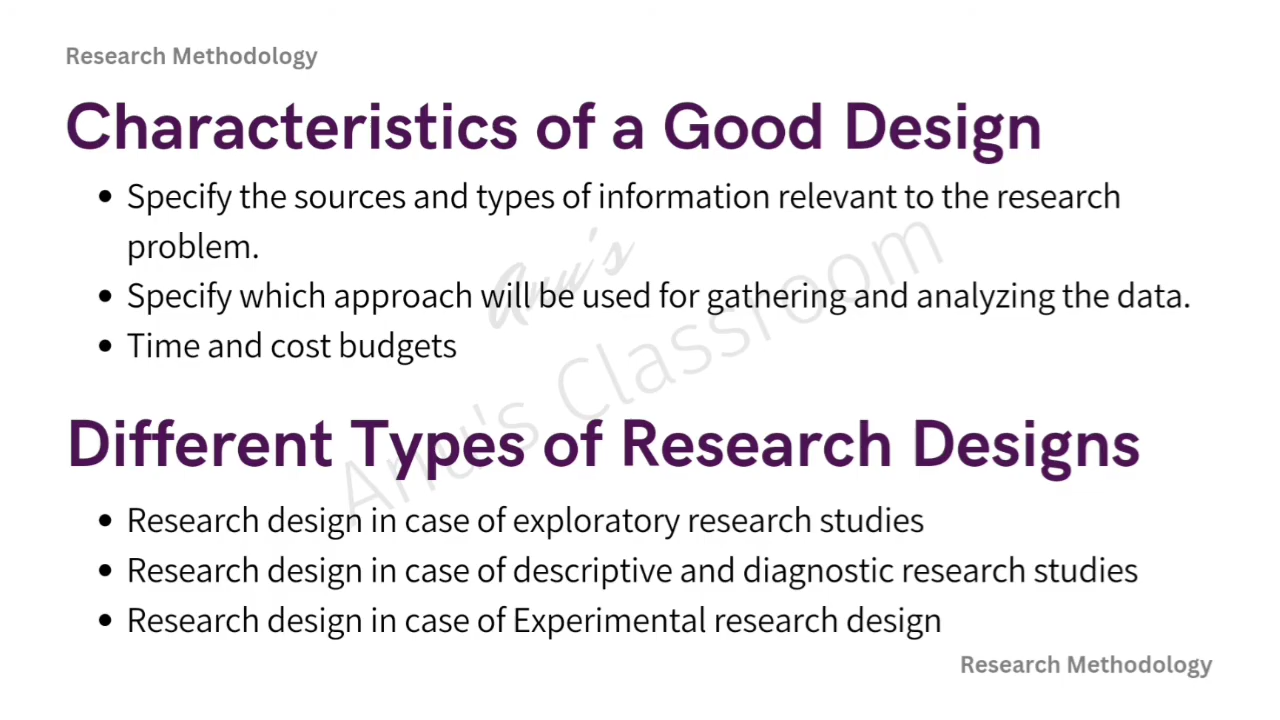 Research Methodology
Characteristics of a Good Design
• Specify the sources and types of information relevant to the research
problem.
• Specify which approach will be used for gathering and analyzing the data.
• Time and cost budgets
Anu's
Anu's Classroom
Different Types of Research Designs
• Research design in case of exploratory research studies
• Research design in case of descriptive and diagnostic research studies
• Research design in case of Experimental research design
Research Methodology